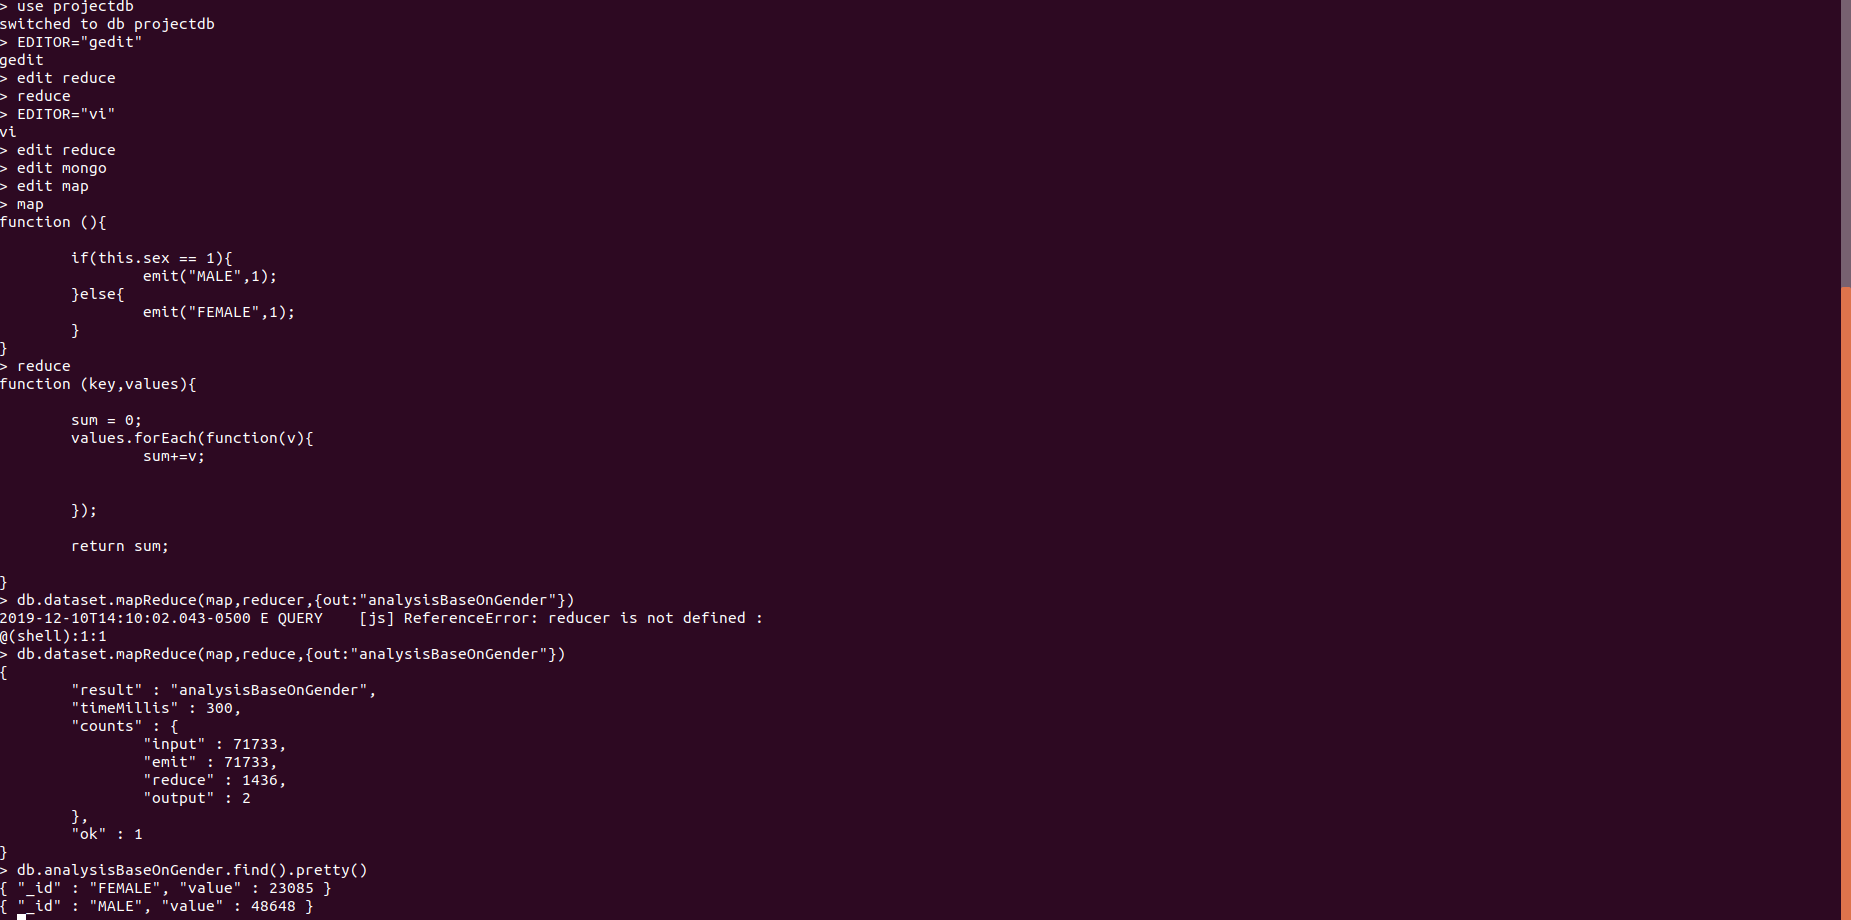 > use projectdb
switched to db projectdb
> EDITOR="gedit"
gedit
> edit reduce
> reduce
> EDITOR="vi"
vi
> edit reduce
> edit mongo
> edit map
> map
function (){
if(this.sex == 1){
emit("MALE",1);
}else{
emit("FEMALE",1);
}
}
> reduce
function (key,values){
sum = 0;
values.forEach(function(v){
sum+=v;
});
return sum;
}
> db.dataset.mapReduce(map,reducer,{out:"analysisBaseOnGender"})
2019-12-10T14:10:02.043-0500 E QUERY    [js] ReferenceError: reducer is not defined :
@(shell):1:1
> db.dataset.mapReduce(map,reduce,{out:"analysisBaseOnGender"})
{
"result" : "analysisBaseOnGender",
"timeMillis" : 300,
"counts" : {
"input" : 71733,
"emit" : 71733,
"reduce" : 1436,
"output" : 2
},
"ok" : 1
}
> db.analysisBaseOnGender.find().pretty()
{ "_id" : "FEMALE", "value" : 23085 }
{ "_id" : "MALE", "value" : 48648 }